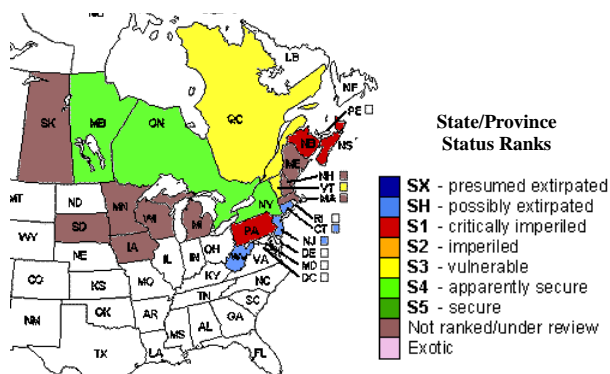 LB
NF
SK
MB
ON
QC
PE
NB
NS
ME
NH
VT
MA
MT
ND
MN
SD
WI
MI
NY
RI
CT
WY
NE
IA
PA
NJ
DE
MD
DC
IL
IN
OH
WV
VA
CO
KS
MO
KY
NC
TN
NM
OK
AR
SC
MS
AL
GA
TX
LA
FL
State/Province
Status Ranks
SX - presumed extirpated
SH - possibly extirpated
S1 - critically imperiled
S2 - imperiled
S3 - vulnerable
S4 - apparently secure
S5 - secure
Not ranked/under review
Exotic